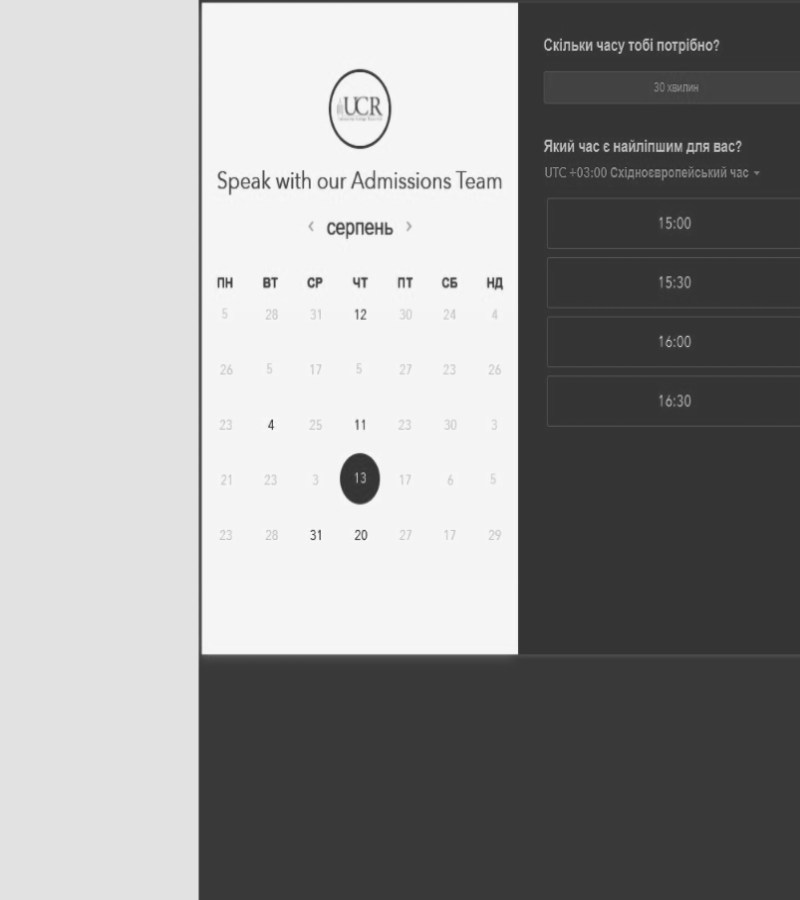 UCR
Speak with our Admissions Team
‹ серпень ›
ПН ВТ СР ЧТ ПТ СБ НД
5 28 31 12 30 24 4
26 5 17 5 27 23 26
23 4 25 11 23 30 3
21 23 3 13 17 6 5
23 28 31 20 27 17 29
Скільки часу тобі потрібно?
30 хвилин
Який час є найліпшим для вас?
UTC +03:00 Східноєвропейський час
15:00
15:30
16:00
16:30